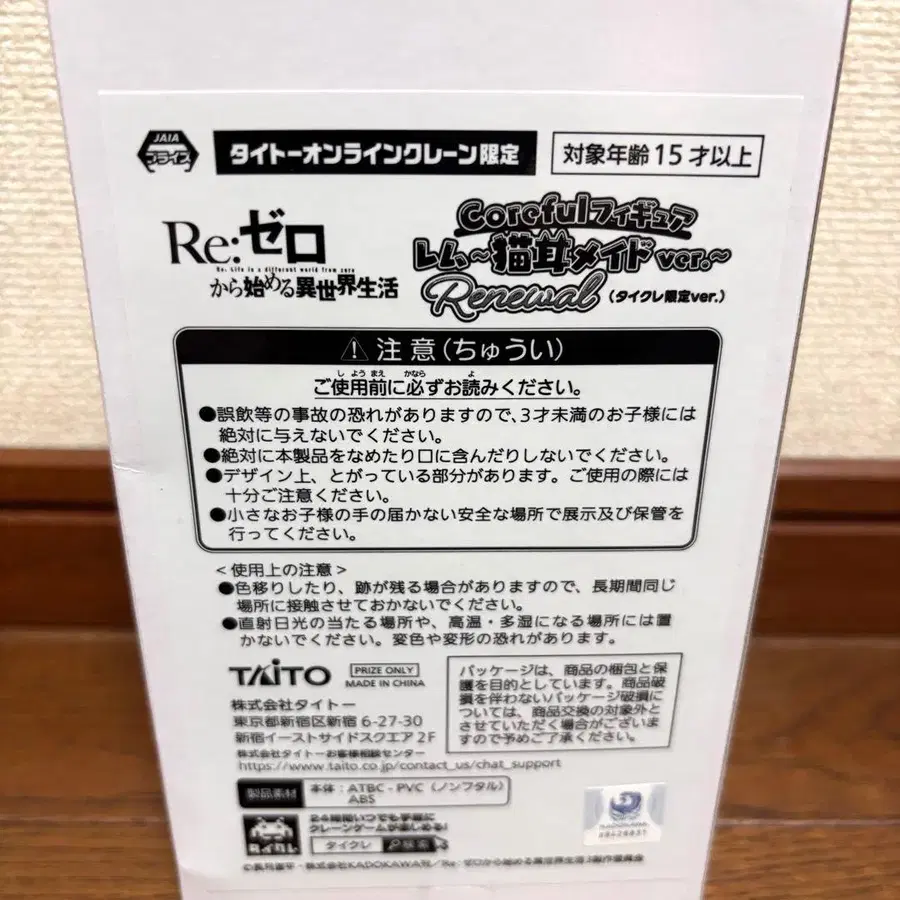 JAIA
プライズ
タイトーオンラインクレーン限定
対象年齢15才以上
Re:ゼロ
Re: Life in a different world from zero
から始める異世界生活
Corefulフィギュア
レム~猫耳メイドver.~
Renewal (タイクレ限定ver.)
⚠注意(ちゅうい)
しようまえ かなら よ
ご使用前に必ずお読みください。
●誤飲等の事故の恐れがありますので、3才未満のお子様には
絶対に与えないでください。
●絶対に本製品をなめたり口に含んだりしないでください。
●デザイン上、とがっている部分があります。ご使用の際には
十分ご注意ください。
●小さなお子様の手の届かない安全な場所で展示及び保管を
行ってください。
<使用上の注意>
●色移りしたり、跡が残る場合がありますので、長期間同じ
場所に接触させておかないでください。
●直射日光の当たる場所や、高温・多湿になる場所には置
かないでください。変色や変形の恐れがあります。
TAITO
PRIZE ONLY
MADE IN CHINA
株式会社タイトー
東京都新宿区新宿6-27-30
新宿イーストサイドスクエア2F
株式会社タイトーお客様相談センター
https://www.taito.co.jp/contact_us/chat_support
パッケージは、商品の梱包と保
護を目的としています。商品破
損を伴わないパッケージ破損に
ついては、商品交換の対象外と
させていただく場合がございま
すので予めご了承ください。
製品素材
本体:ATBC-PVC(ノンフタル)
ABS
タイクレ
24時間いつでも手軽に
クレーンゲームが楽しめる!
タイクレ 検索
KADOKAWA
©長月達平・株式会社KADOKAWA刊/Re:ゼロから始める異世界生活3製作委員会